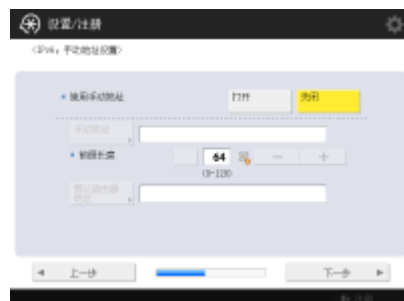 设置/注册
<IPv6: 手动地址设置>
使用手动地址
打开
关闭
手动地址
前缀长度
64
(0-128)
默认路由器
地址
上一步
下一步